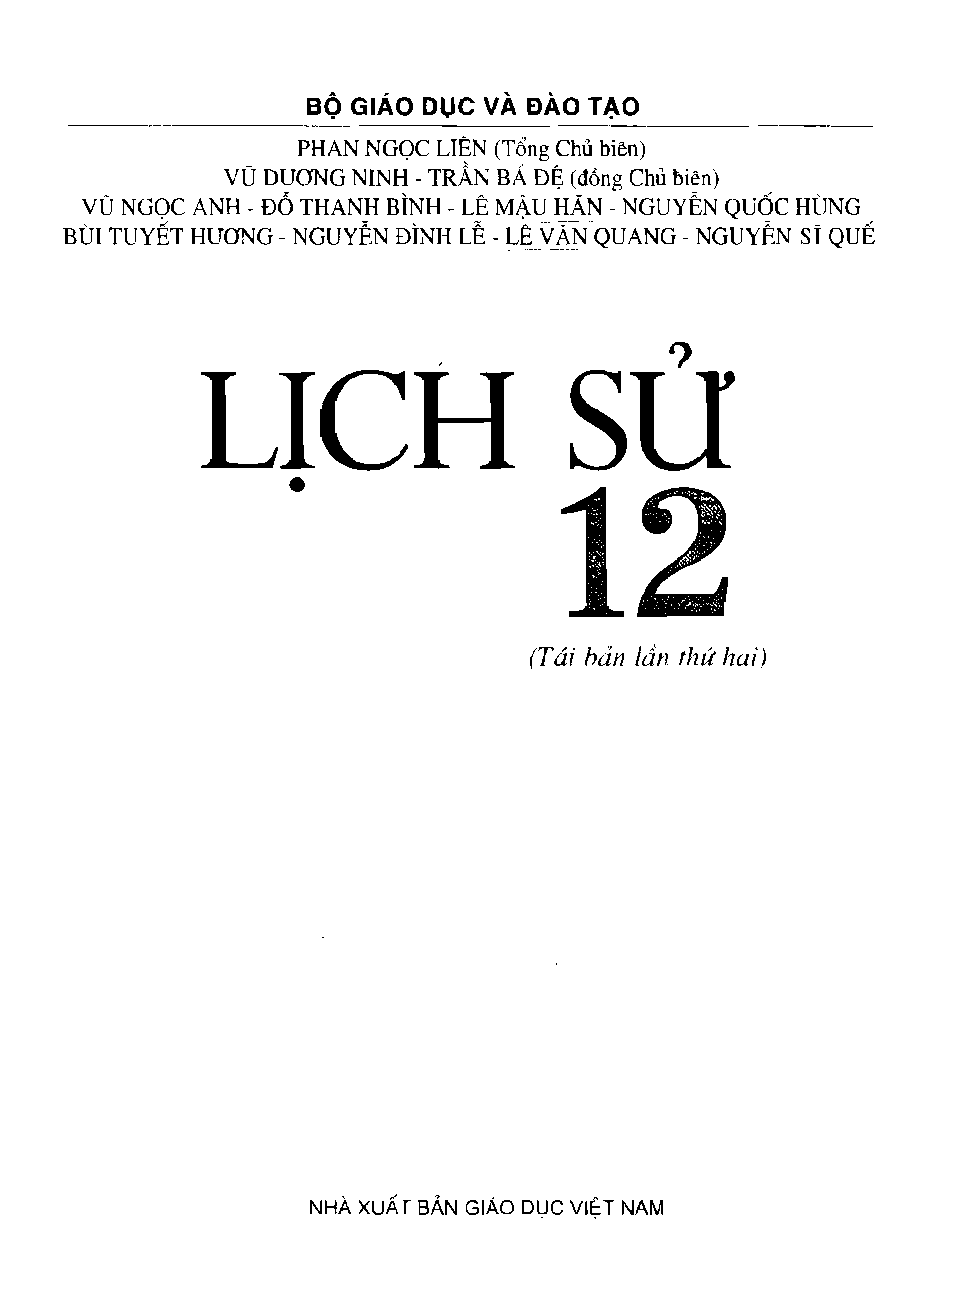 BỘ GIÁO DỤC VÀ ĐÀO TẠO
PHAN NGỌC LIÊN (Tổng Chủ biên)
VŨ DƯƠNG NINH - TRẦN BÁ ĐỆ (đồng Chủ biên)
VŨ NGỌC ANH - ĐỖ THANH BÌNH - LÊ MẬU HÃN - NGUYỄN QUỐC HÙNG
BÙI TUYẾT HƯƠNG - NGUYỄN ĐÌNH LỄ - LÊ VĂN QUANG - NGUYỄN SĨ QUẾ
LỊCH SỬ
12
(Tái bản lần thứ hai)
NHÀ XUẤT BẢN GIÁO DỤC VIỆT NAM